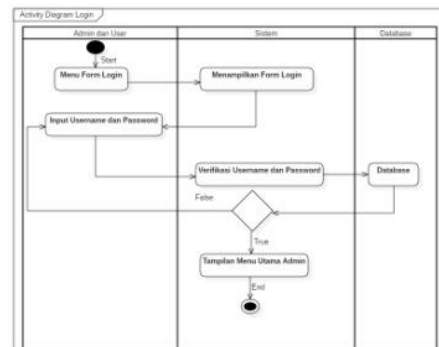 Activity Diagram Login
Admin dan User
Sistem
Database
Start
Menu Form Login
Menampilkan Form Login
Input Username dan Password
Verifikasi Username dan Password
Database
False
True
Tampilan Menu Utama Admin
End